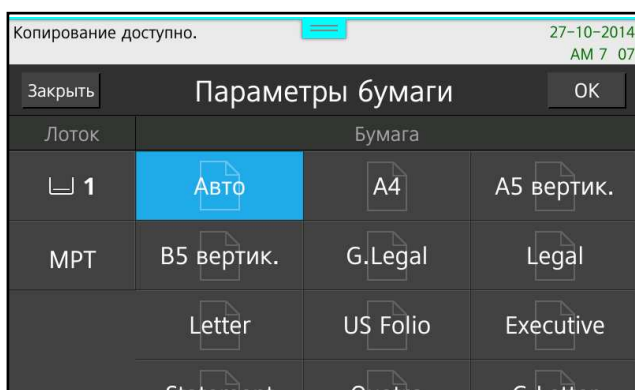 Копирование доступно. 27-10-2014
AM 7 07
Закрыть Параметры бумаги OK
Лоток Бумага
1 Авто A4 A5 вертик.
МРТ B5 вертик. G.Legal Legal
Letter US Folio Executive